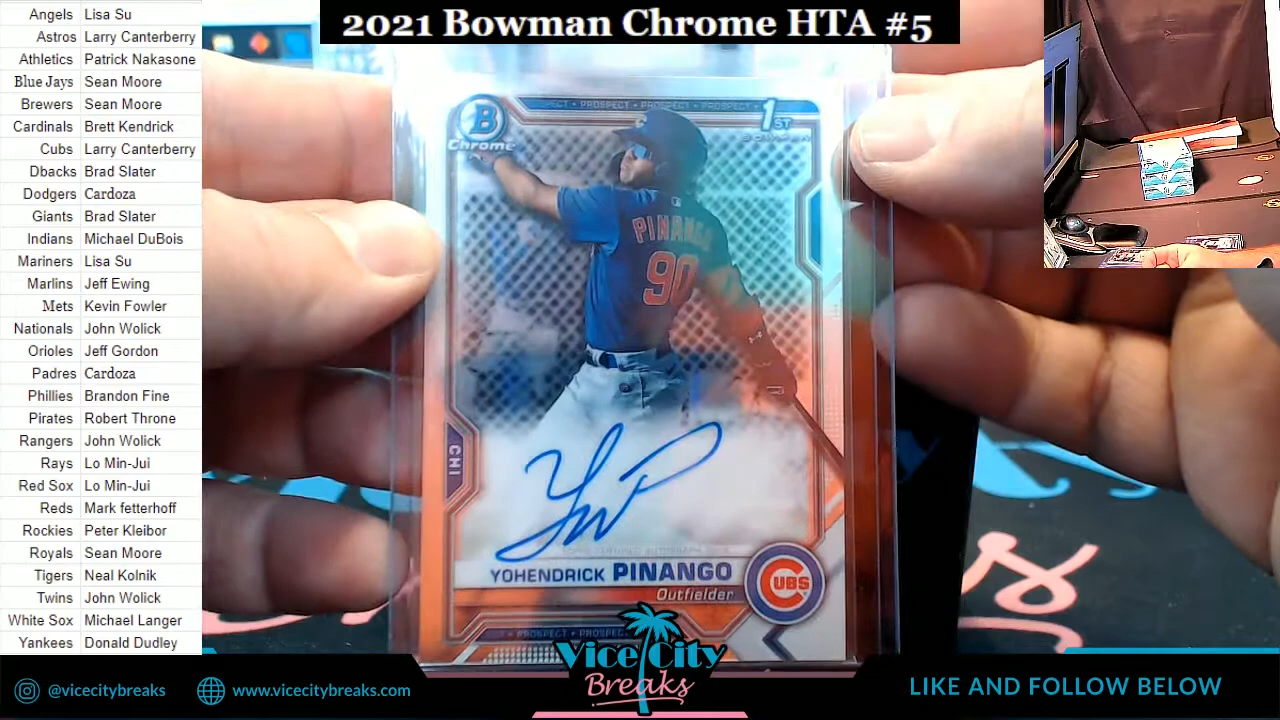 2021 Bowman Chrome HTA #5
Angels Lisa Su
Astros Larry Canterberry
Athletics Patrick Nakasone
Blue Jays Sean Moore
Brewers Sean Moore
Cardinals Brett Kendrick
Cubs Larry Canterberry
Dbacks Brad Slater
Dodgers Cardoza
Giants Brad Slater
Indians Michael DuBois
Mariners Lisa Su
Marlins Jeff Ewing
Mets Kevin Fowler
Nationals John Wolick
Orioles Jeff Gordon
Padres Cardoza
Phillies Brandon Fine
Pirates Robert Throne
Rangers John Wolick
Rays Lo Min-Jui
Red Sox Lo Min-Jui
Reds Mark fetterhoff
Rockies Peter Kleibor
Royals Sean Moore
Tigers Neal Kolnik
Twins John Wolick
White Sox Michael Langer
Yankees Donald Dudley
PROSPECT • PROSPECT • PROSPECT
B
Chrome
1ST
BOWMAN
PINANGO
90
CHI
YOHENDRICK PINANGO
Outfielder
CUBS
PROSPECT • PROSPEC
Vice City
Breaks
@vicecitybreaks
www.vicecitybreaks.com
LIKE AND FOLLOW BELOW